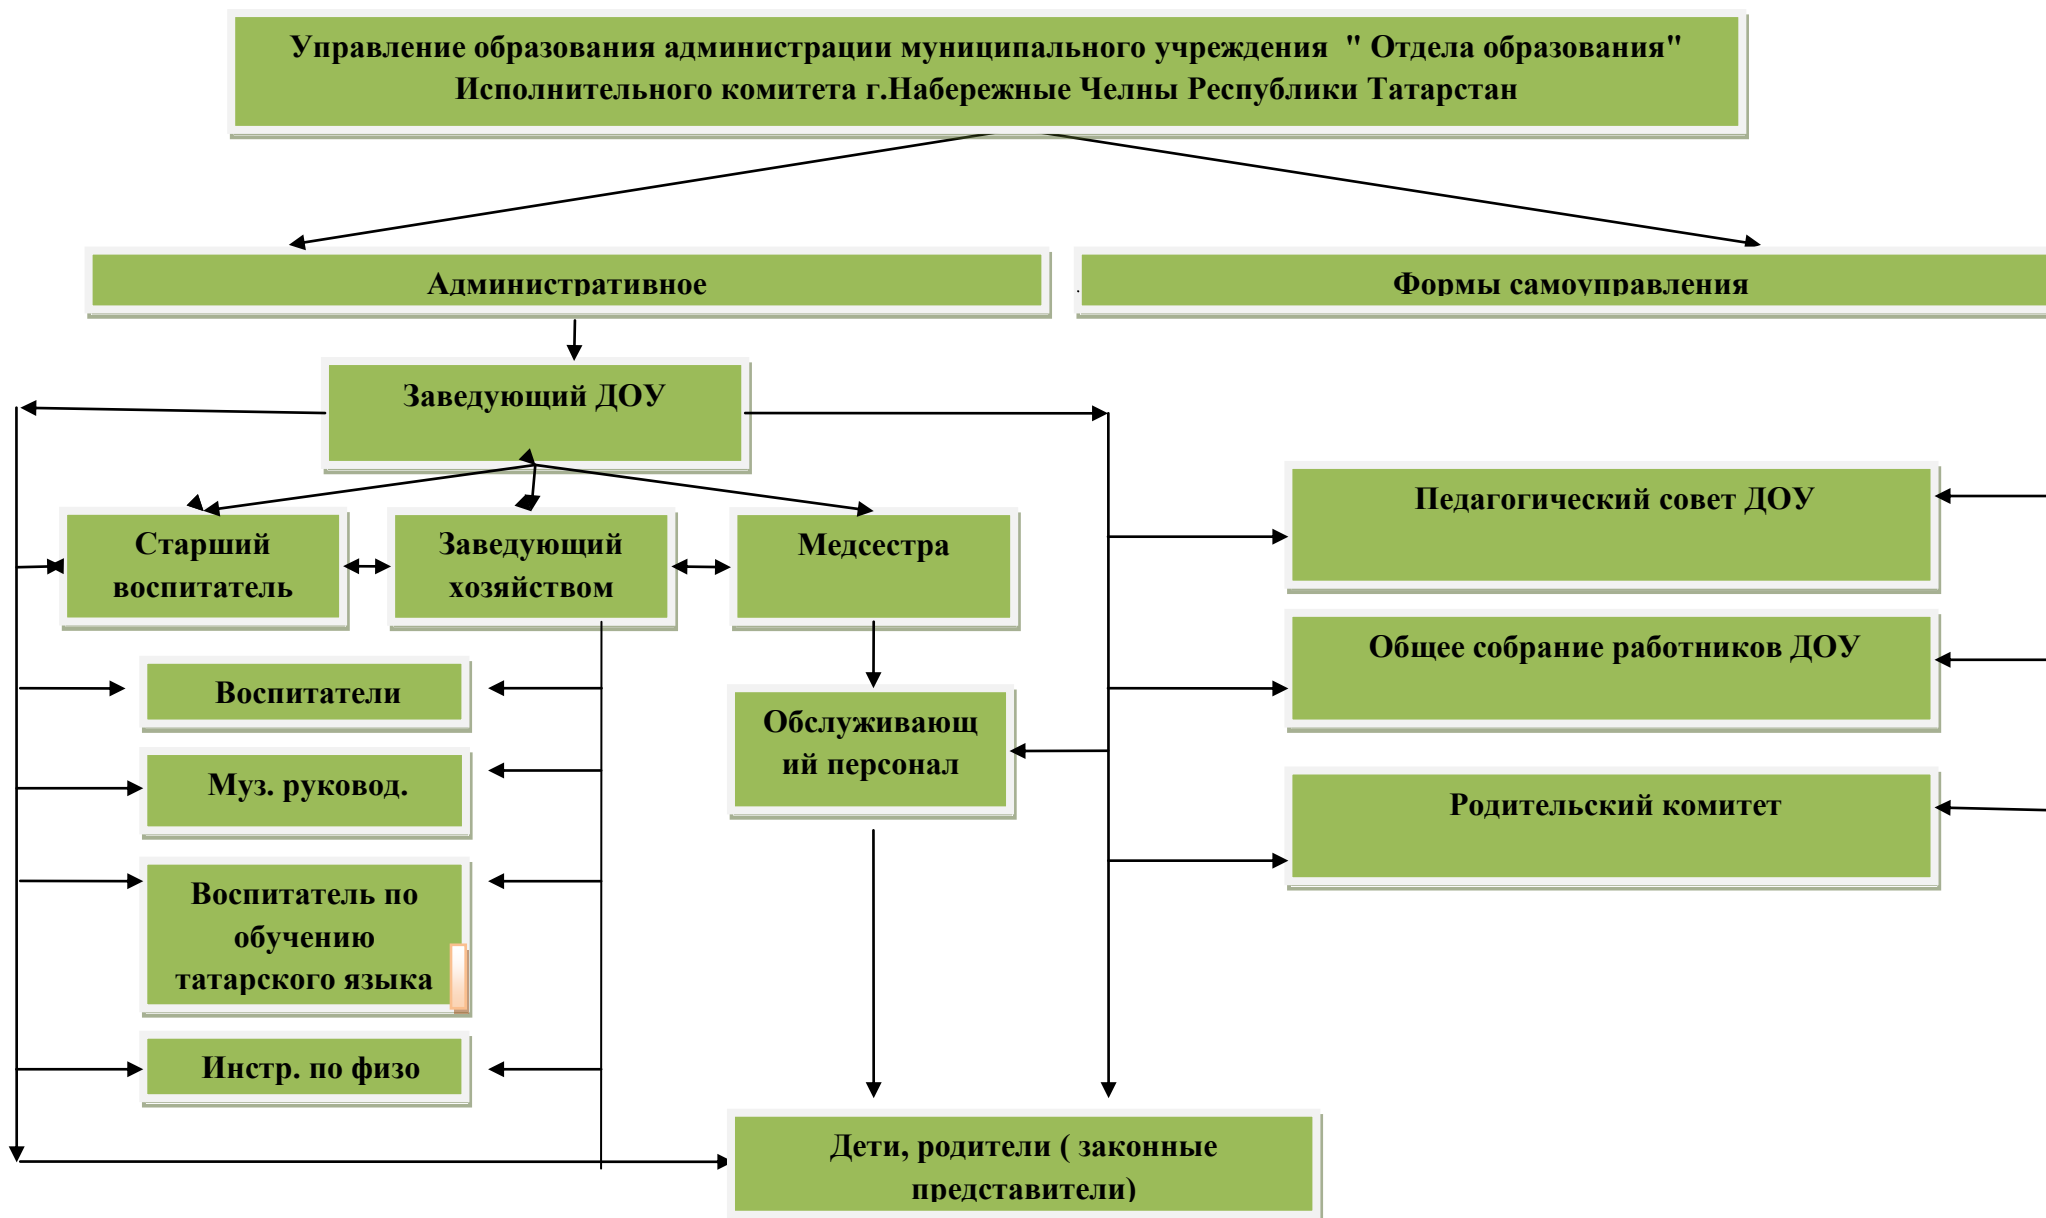 Управление образования администрации муниципального учреждения " Отдела образования"
Исполнительного комитета г.Набережные Челны Республики Татарстан
Административное
Формы самоуправления
Заведующий ДОУ
Старший
воспитатель
Заведующий
хозяйством
Медсестра
Педагогический совет ДОУ
Общее собрание работников ДОУ
Родительский комитет
Воспитатели
Муз. руковод.
Воспитатель по
обучению
татарского языка
Инстр. по физо
Обслуживающ
ий персонал
Дети, родители ( законные
представители)